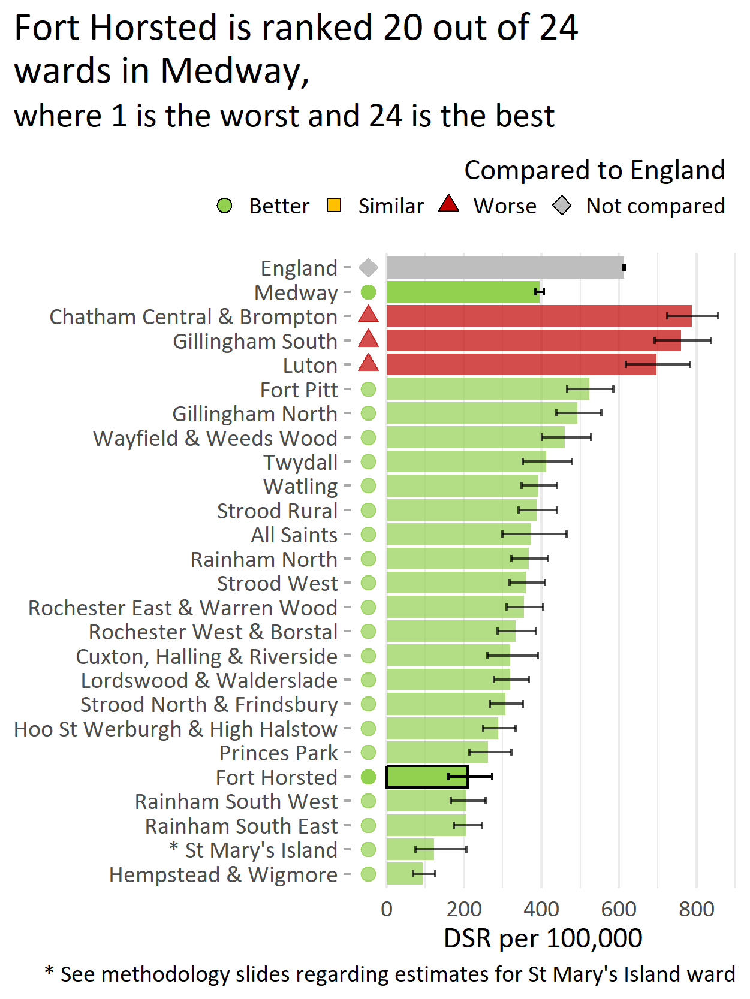 Fort Horsted is ranked 20 out of 24
wards in Medway,
where 1 is the worst and 24 is the best
Compared to England
Better Similar Worse Not compared
England
Medway
Chatham Central & Brompton
Gillingham South
Luton
Fort Pitt
Gillingham North
Wayfield & Weeds Wood
Twydall
Watling
Strood Rural
All Saints
Rainham North
Strood West
Rochester East & Warren Wood
Rochester West & Borstal
Cuxton, Halling & Riverside
Lordswood & Walderslade
Strood North & Frindsbury
Hoo St Werburgh & High Halstow
Princes Park
Fort Horsted
Rainham South West
Rainham South East
* St Mary's Island
Hempstead & Wigmore
0 200 400 600 800
DSR per 100,000
* See methodology slides regarding estimates for St Mary's Island ward